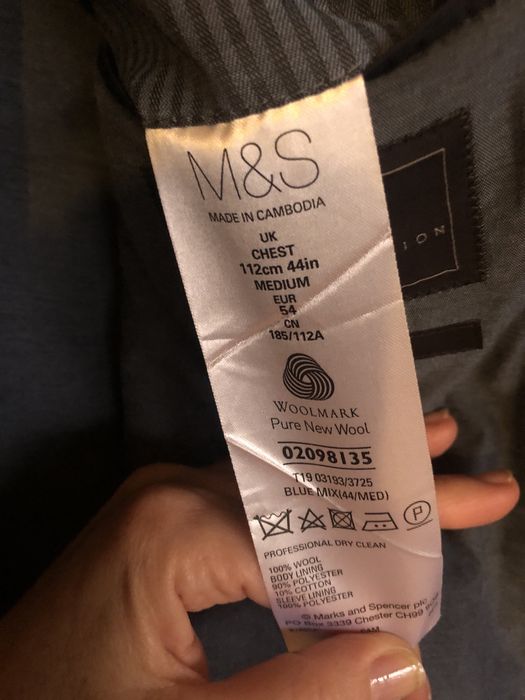 M&S
MADE IN CAMBODIA
UK
CHEST
112cm 44in
MEDIUM
EUR
54
CN
185/112A
WOOLMARK
Pure New Wool
02098135
T19 03193/3725
BLUE MIX(44/MED)
P
PROFESSIONAL DRY CLEAN
100% WOOL
BODY LINING
90% POLYESTER
10% COTTON
SLEEVE LINING
100% POLYESTER
© Marks and Spencer plc
PO Box 3339 Chester CH99
ION